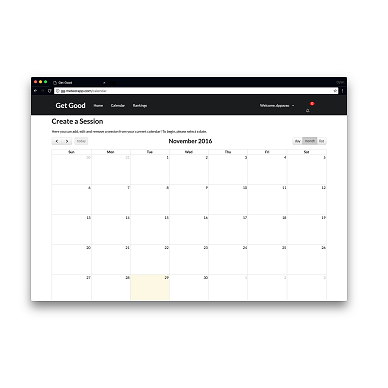 Get Good
gg.meteorapp.com/calendar
Get Good Home Calendar Rankings Welcome, dppovas
Create a Session
Here you can add, edit and remove a session from your current calendar! To begin, please select a date.
today November 2016 day month list
Sun Mon Tue Wed Thu Fri Sat
30 31 1 2 3 4 5
6 7 8 9 10 11 12
13 14 15 16 17 18 19
20 21 22 23 24 25 26
27 28 29 30 1 2 3